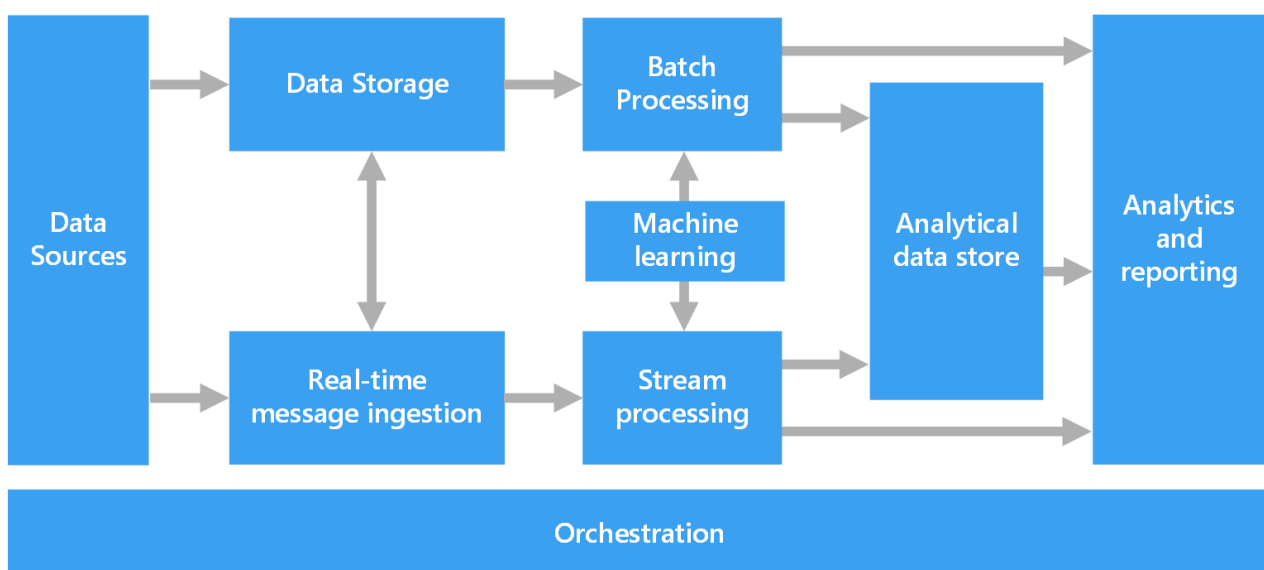 Data
Sources
Data Storage
Real-time
message ingestion
Batch
Processing
Machine
learning
Stream
processing
Analytical
data store
Analytics
and
reporting
Orchestration